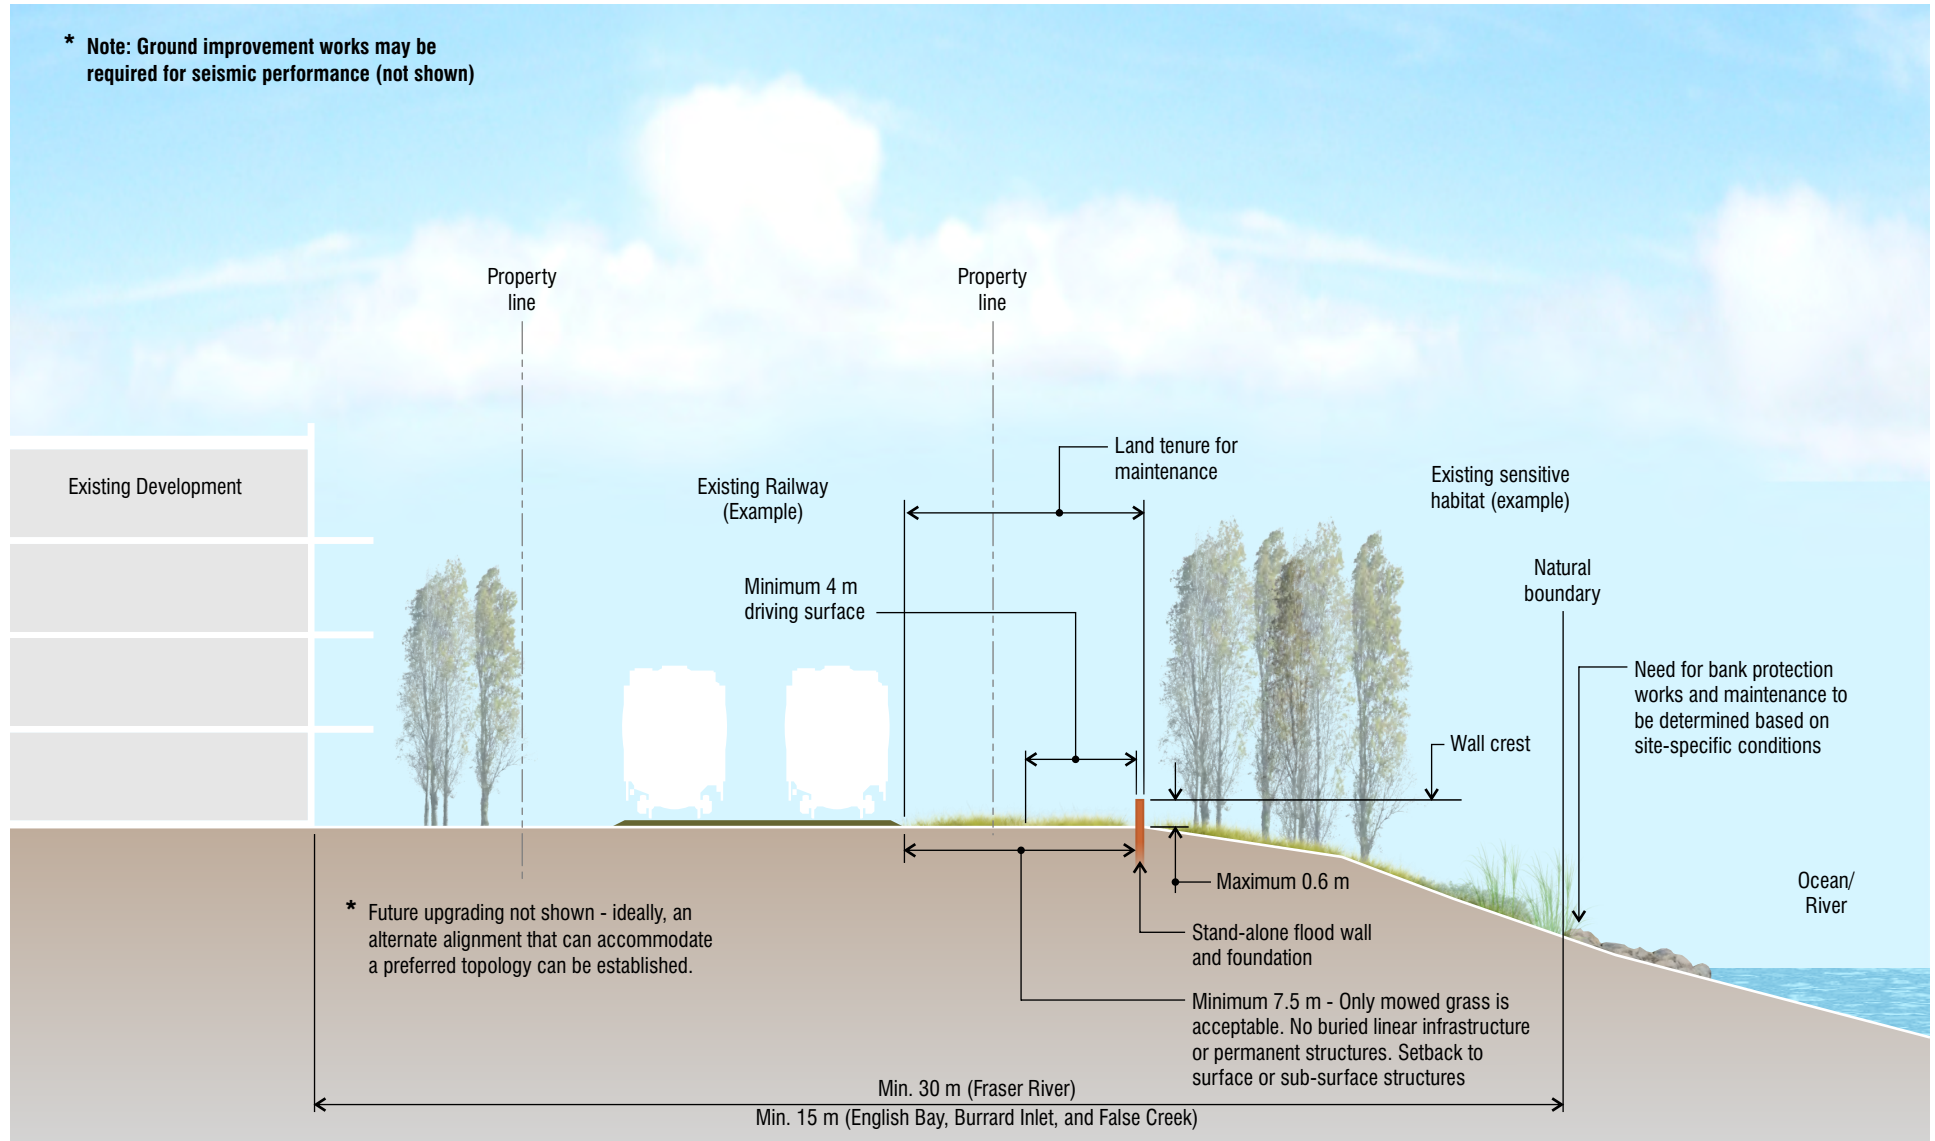 * Note: Ground improvement works may be
required for seismic performance (not shown)
Property
line
Property
line
Land tenure for
maintenance
Existing Development
Existing Railway
(Example)
Existing sensitive
habitat (example)
Natural
boundary
Minimum 4 m
driving surface
Need for bank protection
works and maintenance to
be determined based on
site-specific conditions
Wall crest
Maximum 0.6 m
Ocean/
River
* Future upgrading not shown - ideally, an
alternate alignment that can accommodate
a preferred topology can be established.
Stand-alone flood wall
and foundation
Minimum 7.5 m - Only mowed grass is
acceptable. No buried linear infrastructure
or permanent structures. Setback to
surface or sub-surface structures
Min. 30 m (Fraser River)
Min. 15 m (English Bay, Burrard Inlet, and False Creek)